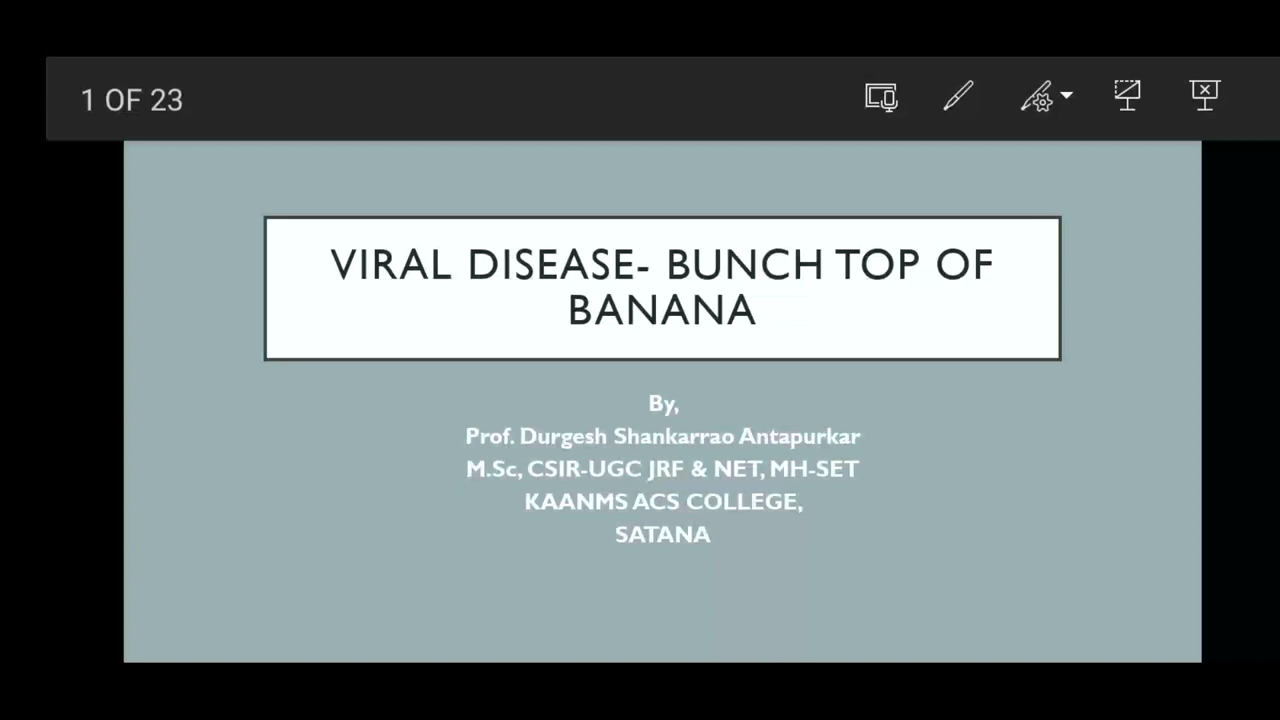 1 OF 23
VIRAL DISEASE- BUNCH TOP OF
BANANA
By,
Prof. Durgesh Shankarrao Antapurkar
M.Sc, CSIR-UGC JRF & NET, MH-SET
KAANMS ACS COLLEGE,
SATANA